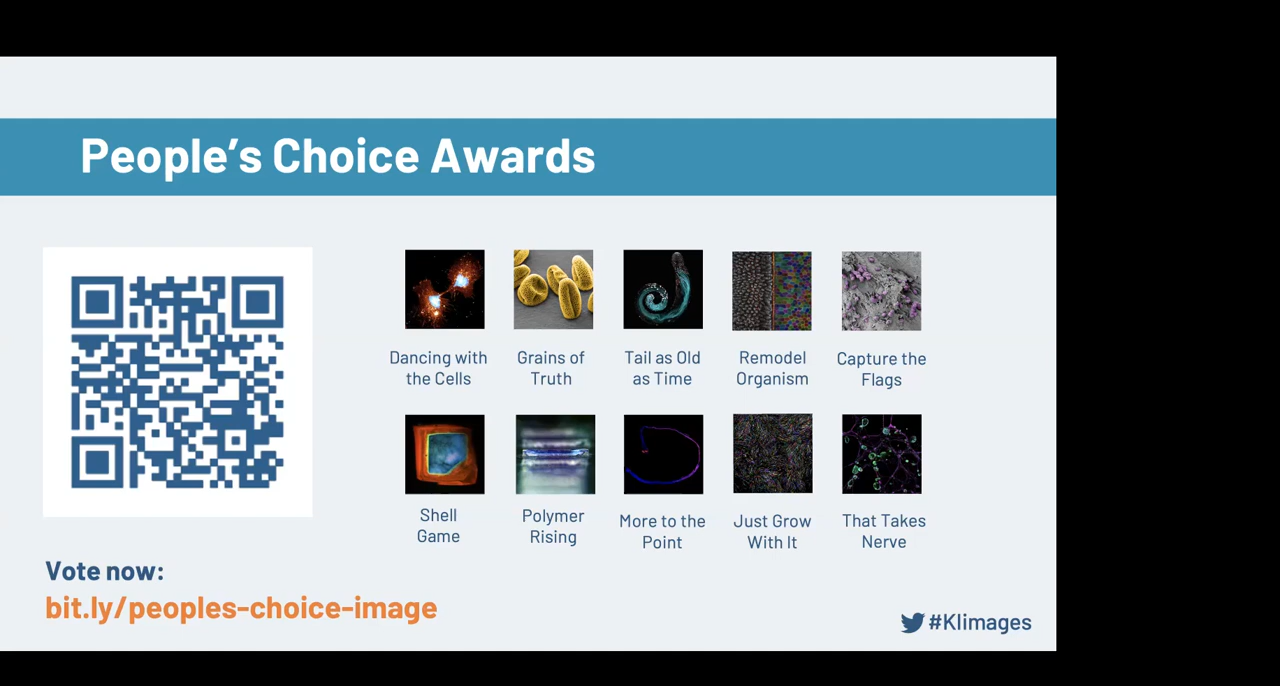 People's Choice Awards
Dancing with
the Cells
Grains of
Truth
Tail as Old
as Time
Remodel
Organism
Capture the
Flags
Shell
Game
Polymer
Rising
More to the
Point
Just Grow
With It
That Takes
Nerve
Vote now:
bit.ly/peoples-choice-image
#KIimages